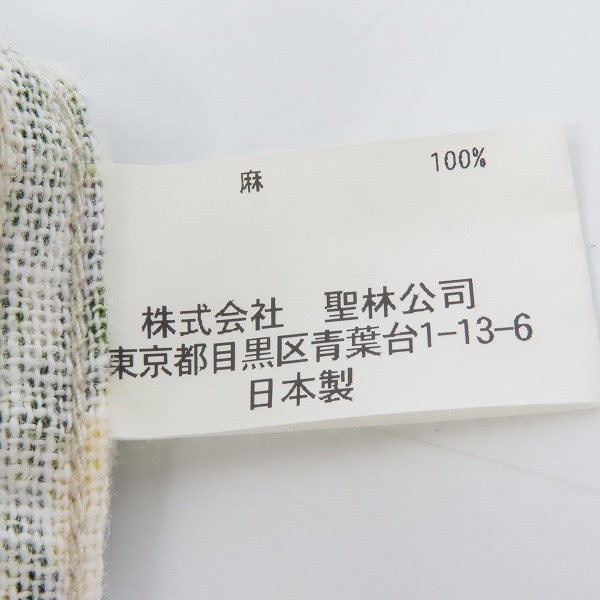 麻 100%
株式会社 聖林公司
東京都目黒区青葉台1-13-6
日本製